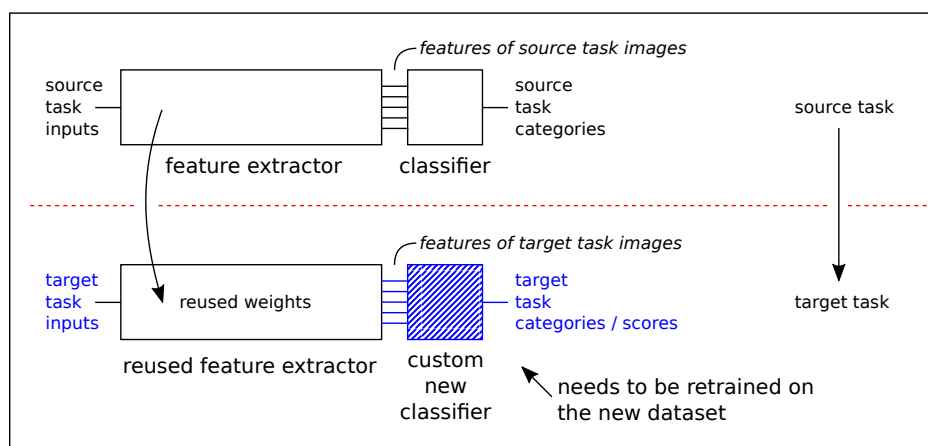 features of source task images
source
task
inputs
source
task
categories
source task
feature extractor
classifier
features of target task images
target
task
inputs
reused weights
target
task
categories / scores
target task
reused feature extractor
custom
new
classifier
needs to be retrained on
the new dataset